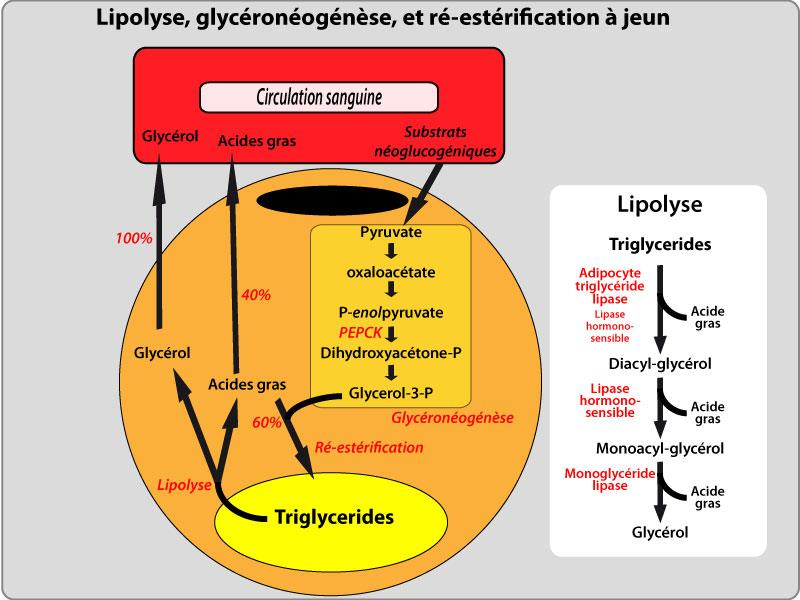 Lipolyse, glycéronéogénèse, et ré-estérification à jeun
Circulation sanguine
Glycérol
Acides gras
Substrats
néoglucogéniques
100%
40%
Pyruvate
oxaloacétate
P-enolpyruvate
PEPCK
Dihydroxyacétone-P
Glycerol-3-P
Glycéronéogénèse
Glycérol
Acides gras
60%
Ré-estérification
Lipolyse
Triglycerides
Lipolyse
Triglycerides
Adipocyte
triglycéride
lipase
Lipase
hormono-
sensible
Acide
gras
Diacyl-glycérol
Lipase
hormono-
sensible
Acide
gras
Monoacyl-glycérol
Monoglycéride
lipase
Acide
gras
Glycérol